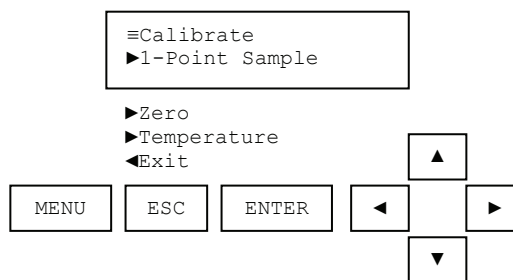 ≡Calibrate
►1-Point Sample
►Zero
►Temperature
◄Exit
▲
MENU ESC ENTER ◄ ►
▼